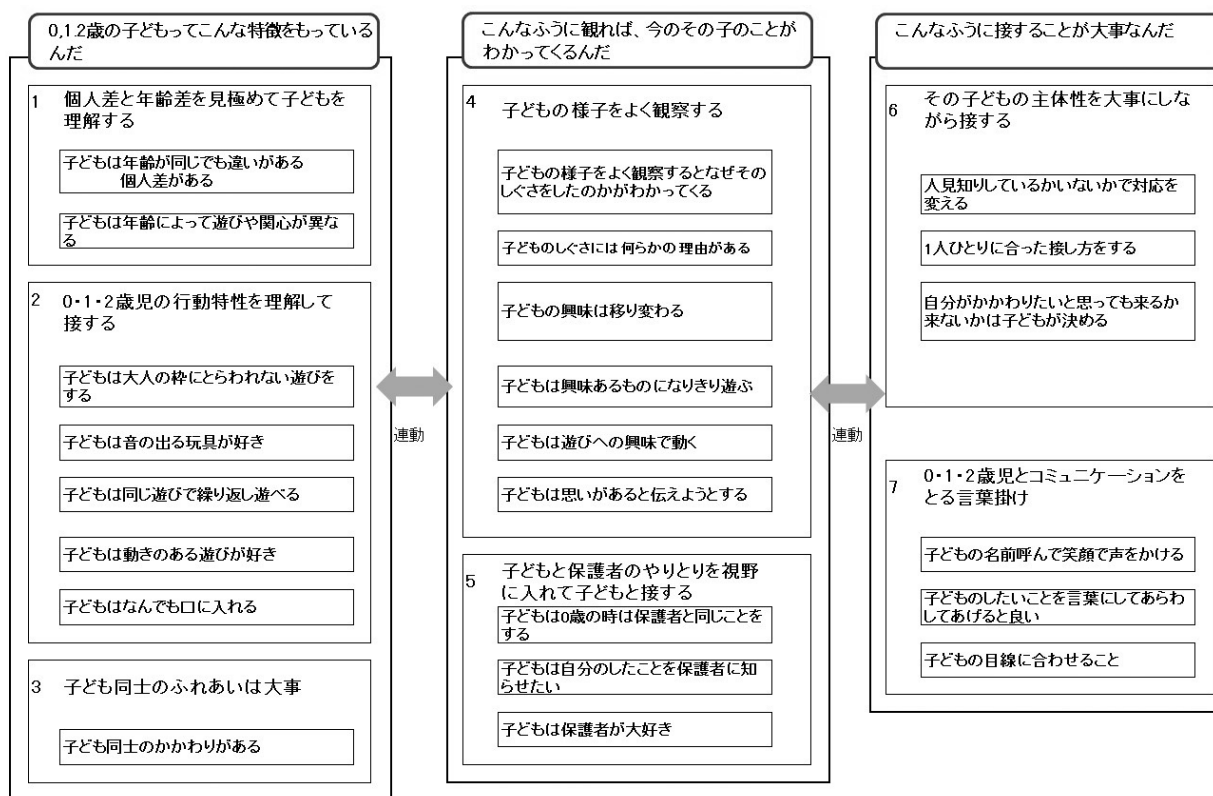 0,1.2歳の子どもってこんな特徴をもっている
んだ
1 個人差と年齢差を見極めて子どもを
理解する
子どもは年齢が同じでも違いがある
個人差がある
子どもは年齢によって遊びや関心が異な
る
2 0・1・2歳児の行動特性を理解して
接する
子どもは大人の枠にとらわれない遊びを
する
子どもは音の出る玩具が好き
子どもは同じ遊びで繰り返し遊べる
子どもは動きのある遊びが好き
子どもはなんでも口に入れる
3 子ども同士のふれあいは大事
子ども同士のかかわりがある
連動
こんなふうに観れば、今のその子のことが
わかってくるんだ
4 子どもの様子をよく観察する
子どもの様子をよく観察するとなぜその
しぐさをしたのかがわかってくる
子どものしぐさには何らかの理由がある
子どもの興味は移り変わる
子どもは興味あるものになりきり遊ぶ
子どもは遊びへの興味で動く
子どもは思いがあると伝えようとする
5 子どもと保護者のやりとりを視野
に入れて子どもと接する
子どもは0歳の時は保護者と同じことを
する
子どもは自分のしたことを保護者に知
らせたい
子どもは保護者が大好き
連動
こんなふうに接することが大事なんだ
6 その子どもの主体性を大事にしな
がら接する
人見知りしているかいないかで対応を
変える
1人ひとりに合った接し方をする
自分がかかわりたいと思っても来るか
来ないかは子どもが決める
7 0・1・2歳児とコミュニケーションを
とる言葉掛け
子どもの名前呼んで笑顔で声をかける
子どものしたいことを言葉にしてあらわ
してあげると良い
子どもの目線に合わせること